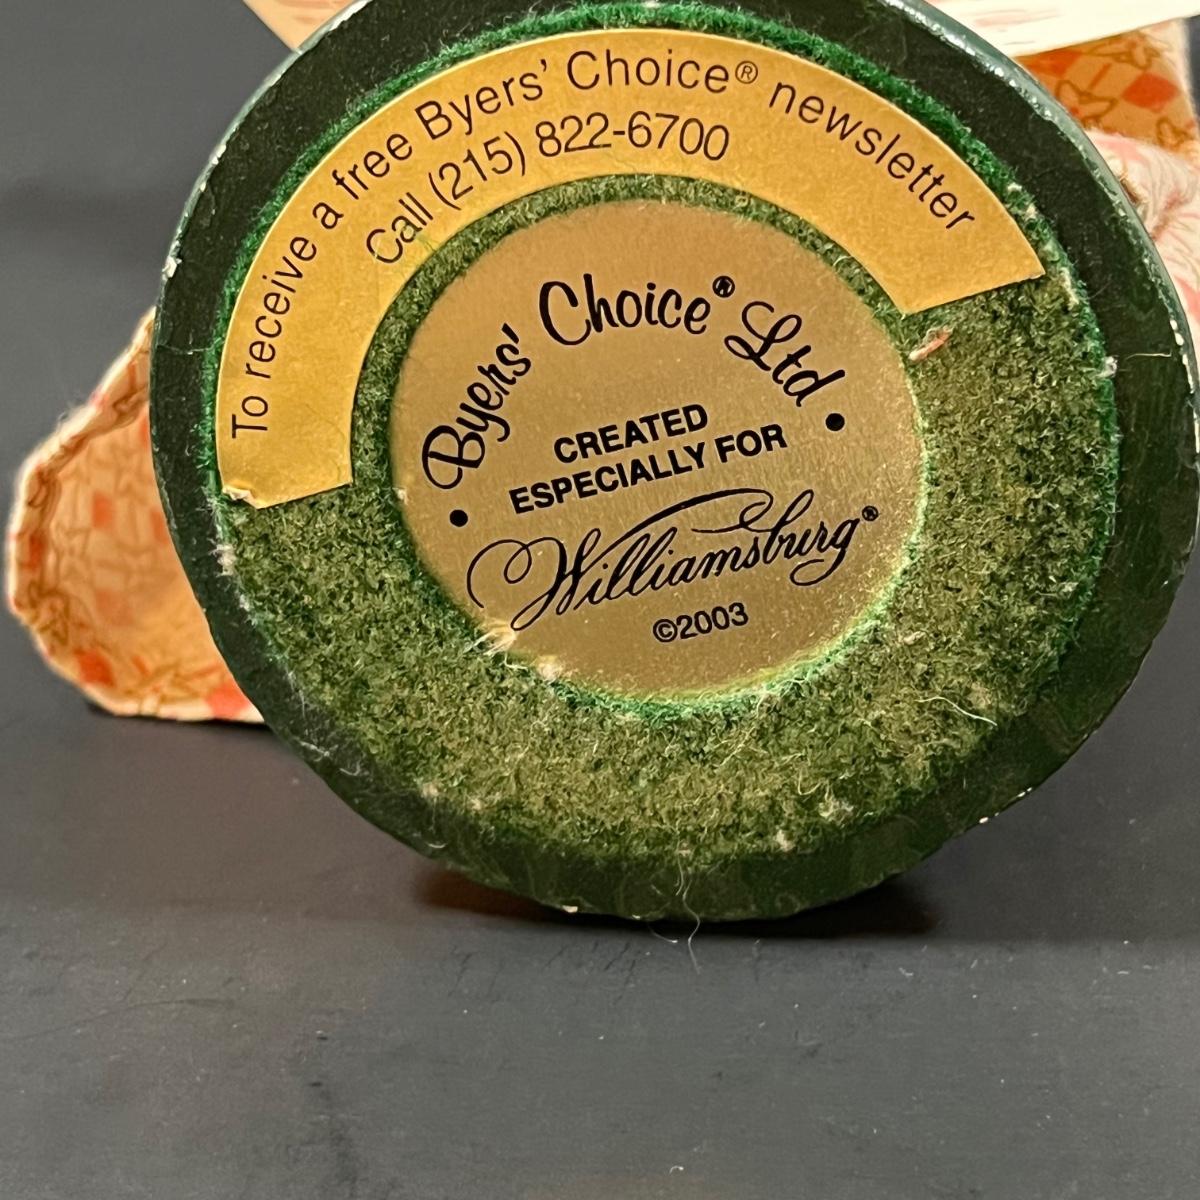 To receive a free Byers' Choice® newsletter
Call (215) 822-6700
Byers' Choice® Ltd
CREATED
ESPECIALLY FOR
Williamsburg®
©2003